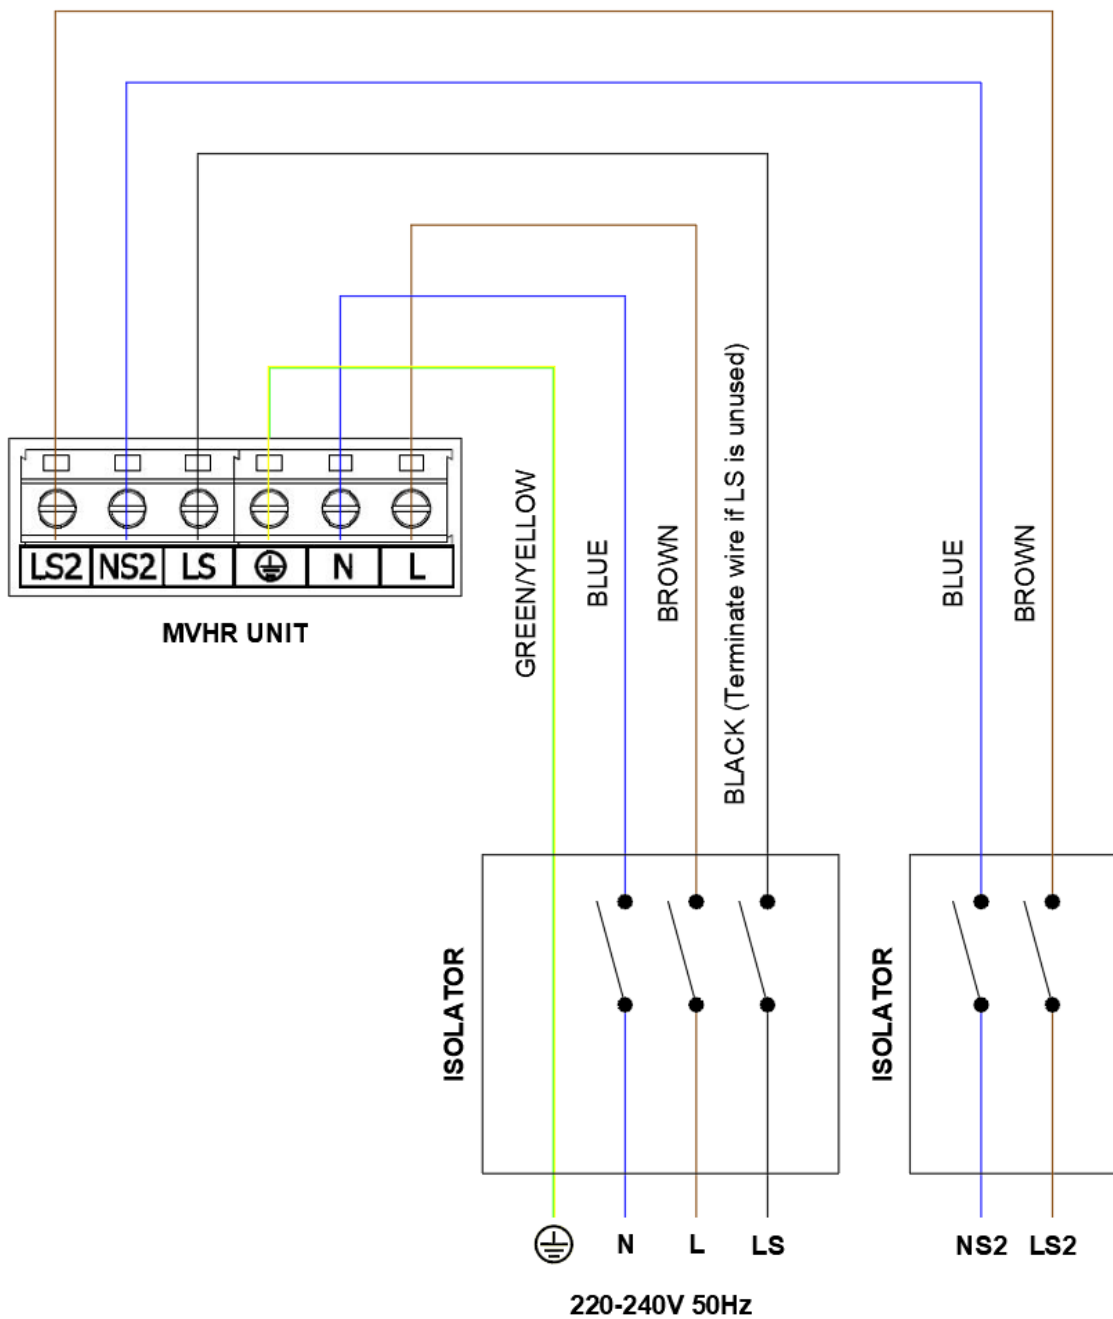 LS2 NS2 LS N L
MVHR UNIT
GREEN/YELLOW
BLUE
BROWN
BLACK (Terminate wire if LS is unused)
BLUE
BROWN
ISOLATOR
ISOLATOR
N L LS
NS2 LS2
220-240V 50Hz